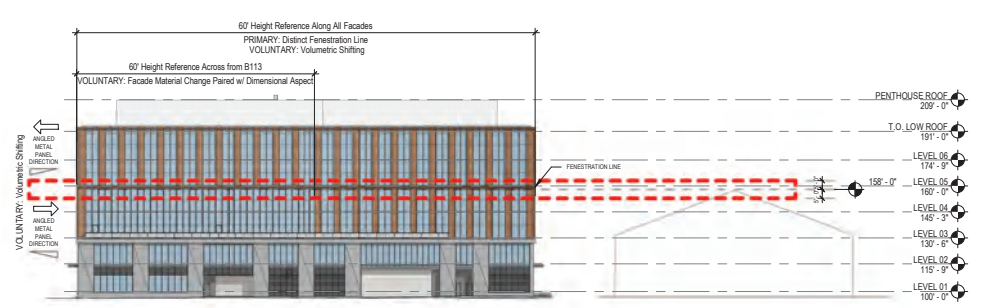 60' Height Reference Along All Facades
PRIMARY: Distinct Fenestration Line
VOLUNTARY: Volumetric Shifting
60' Height Reference Across from B113
VOLUNTARY: Facade Material Change Paired w/ Dimensional Aspect
VOLUNTARY: Volumetric Shifting
ANGLED
METAL
PANEL
DIRECTION
ANGLED
METAL
PANEL
DIRECTION
FENESTRATION LINE
158' - 0"
PENTHOUSE ROOF
209' - 0"
T.O. LOW ROOF
191' - 0"
LEVEL 06
174' - 9"
LEVEL 05
160' - 0"
LEVEL 04
145' - 3"
LEVEL 03
130' - 6"
LEVEL 02
115' - 9"
LEVEL 01
100' - 0"